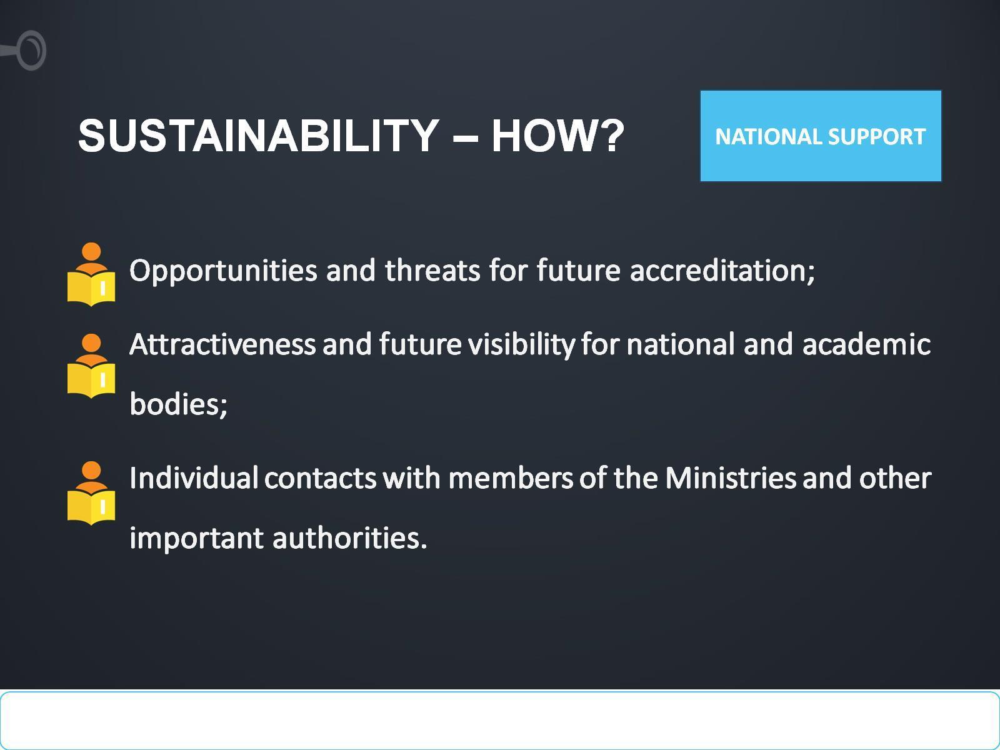 SUSTAINABILITY – HOW?
NATIONAL SUPPORT
Opportunities and threats for future accreditation;
Attractiveness and future visibility for national and academic
bodies;
Individual contacts with members of the Ministries and other
important authorities.